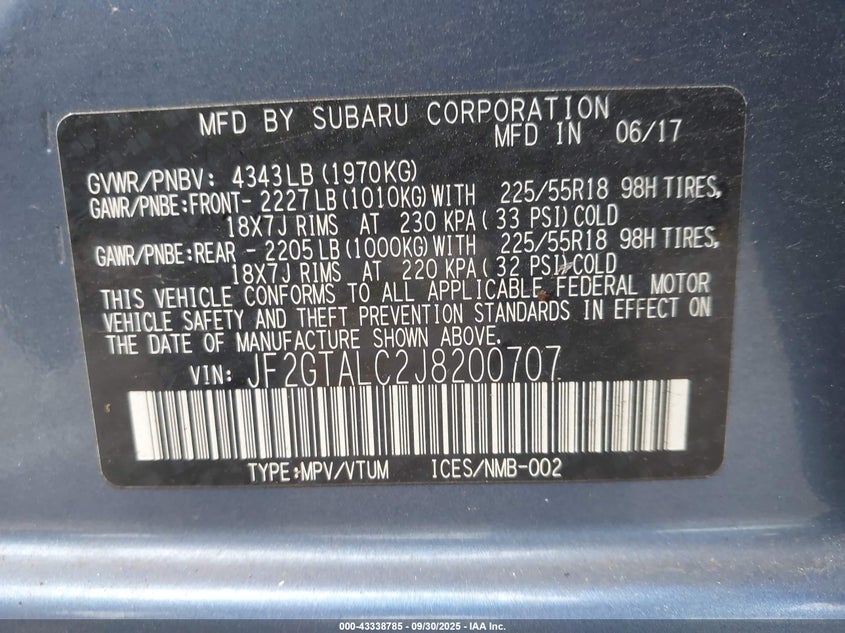 MFD BY SUBARU CORPORATION
MFD IN 06/17
GVWR/PNBV: 4343LB(1970KG)
GAWR/PNBE:FRONT- 2227LB(1010KG)WITH 225/55R18 98H TIRES,
18X7J RIMS AT 230 KPA( 33 PSI)COLD
GAWR/PNBE:REAR - 2205LB(1000KG)WITH 225/55R18 98H TIRES,
18X7J RIMS AT 220 KPA( 32 PSI)COLD
THIS VEHICLE CONFORMS TO ALL APPLICABLE FEDERAL MOTOR
VEHICLE SAFETY AND THEFT PREVENTION STANDARDS IN EFFECT ON
THE DATE OF MANUFACTURE SHOWN ABOVE.
VIN: JF2GTALC2J8200707
TYPE:MPV/VTUM ICES/NMB-002
000-43338785 - 09/30/2025 - IAA Inc.